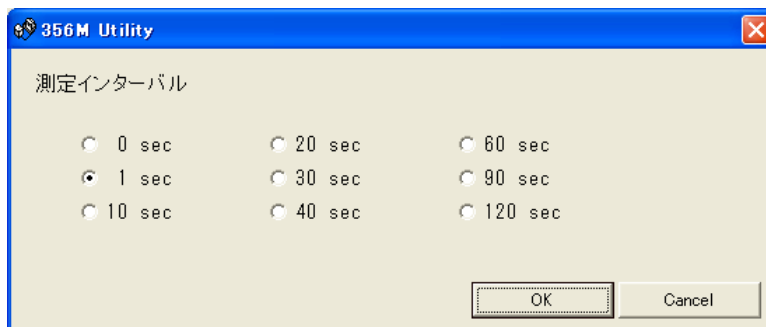 356M Utility
測定インターバル
0 sec 20 sec 60 sec
1 sec 30 sec 90 sec
10 sec 40 sec 120 sec
OK Cancel